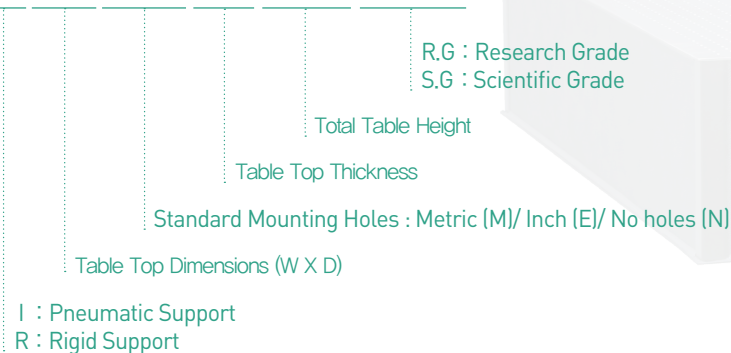 R.G : Research Grade
S.G : Scientific Grade
Total Table Height
Table Top Thickness
Standard Mounting Holes : Metric (M)/ Inch (E)/ No holes (N)
Table Top Dimensions (W X D)
I : Pneumatic Support
R : Rigid Support